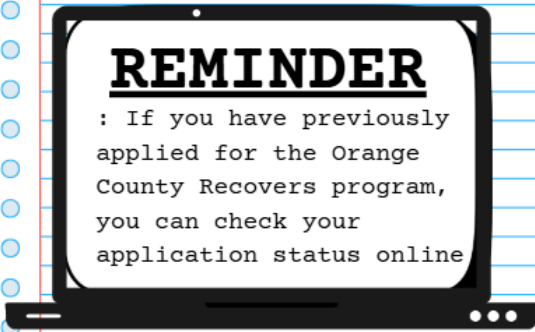 REMINDER
: If you have previously
applied for the Orange
County Recovers program,
you can check your
application status online